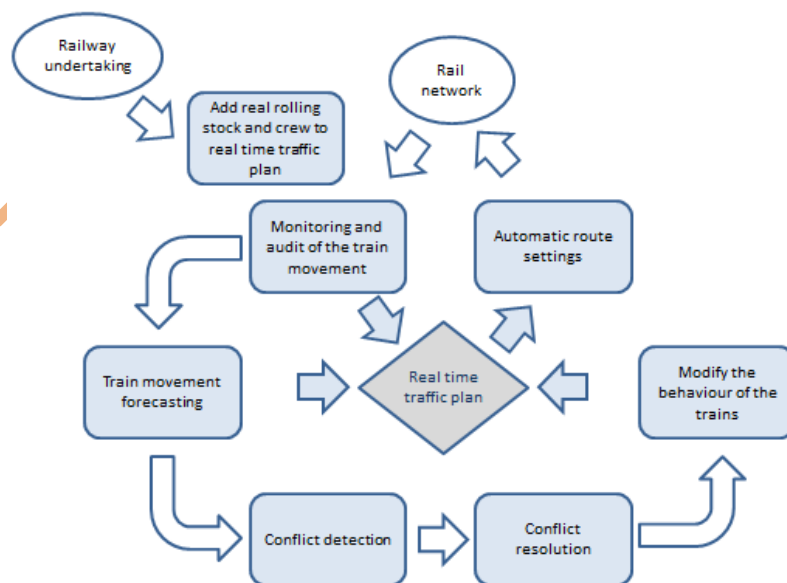 Railway
undertaking
Rail
network
Add real rolling
stock and crew to
real time traffic
plan
Monitoring and
audit of the train
movement
Automatic route
settings
Train movement
forecasting
Real time
traffic plan
Modify the
behaviour of the
trains
Conflict detection
Conflict
resolution